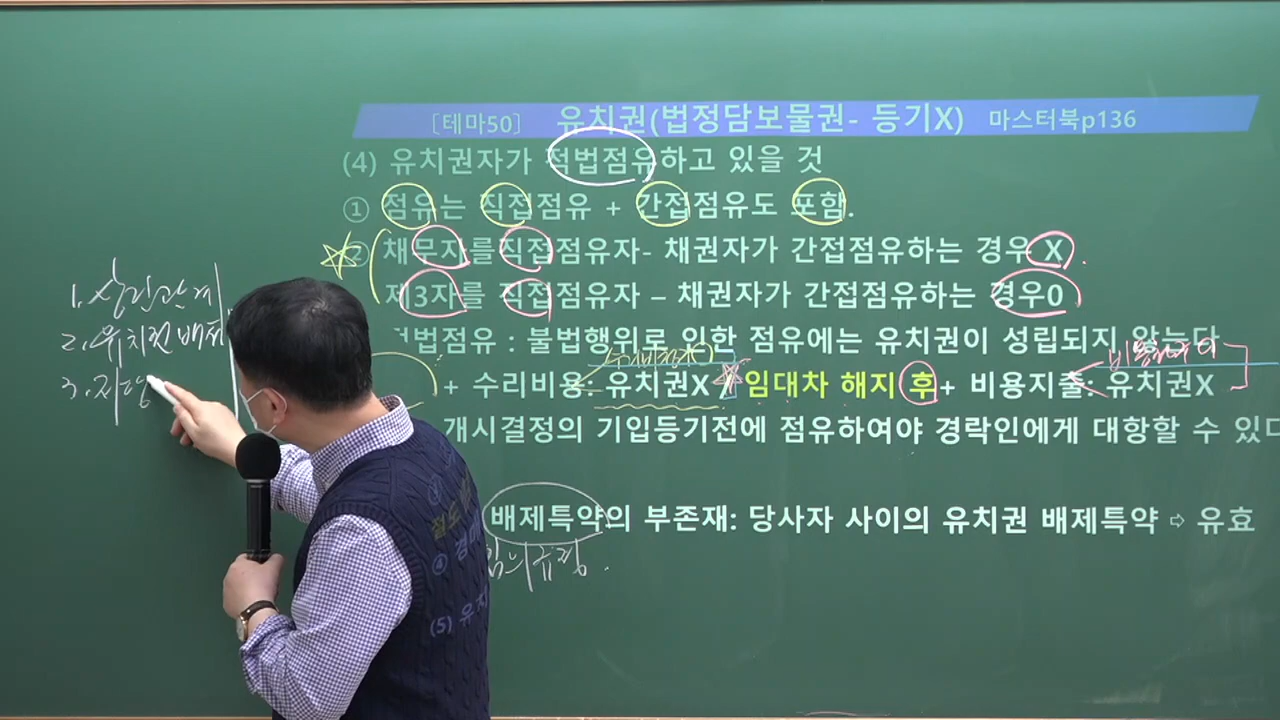 [테마50] 유치권(법정담보물권- 등기X) 마스터북p136
(4) 유치권자가 적법점유하고 있을 것
① 점유는 직접점유 + 간접점유도 포함.
② 채무자를직접점유자- 채권자가 간접점유하는 경우 X
제3자를 직접점유자 – 채권자가 간접점유하는 경우0
법점유 : 불법행위로 인한 점유에는 유치권이 성립되지 않는다
+ 수리비용: 유치권X / 임대차 해지 후+ 비용지출: 유치권X
개시결정의 기입등기전에 점유하여야 경락인에게 대항할 수 있다
(5) 유치
배제특약의 부존재: 당사자 사이의 유치권 배제특약 ⇨ 유효
임의규정.
1. 상린관계
2. 유치권 배제
3. 지상